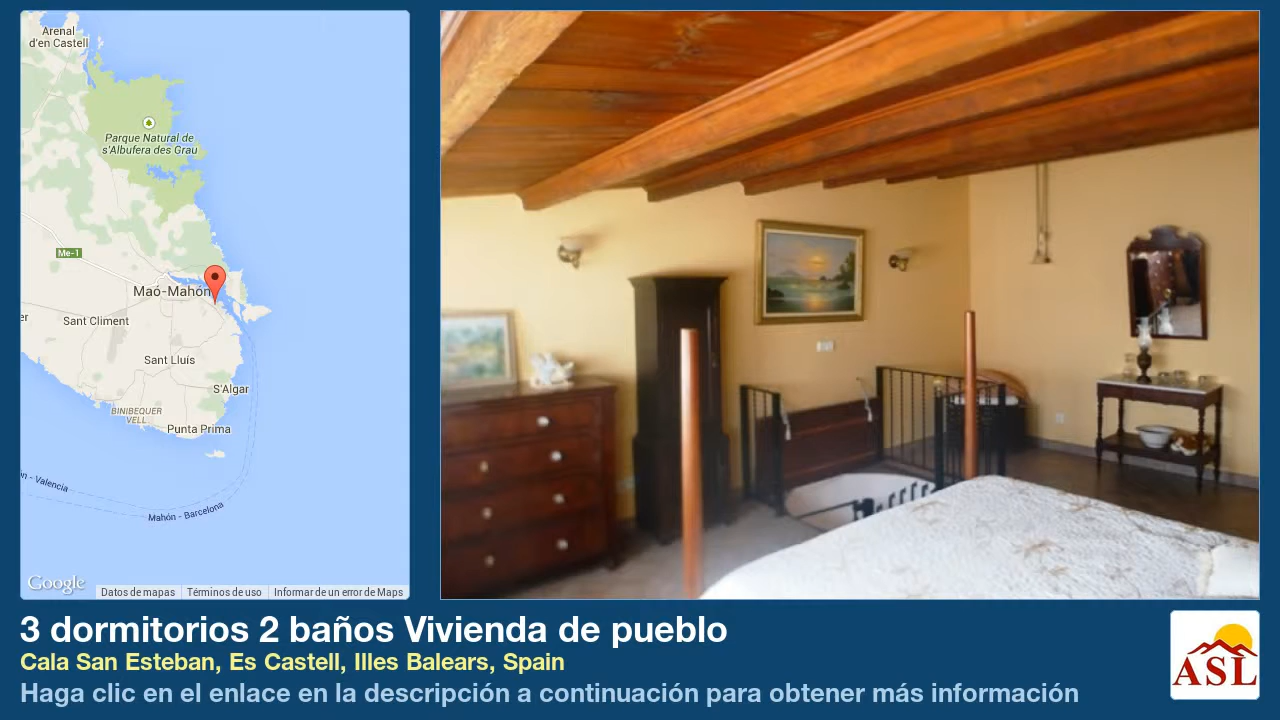 Arenal
d'en Castell
Parque Natural de
s'Albufera des Grau
Me-1
Maó-Mahón
er
Sant Climent
Sant Lluís
S'Algar
BINIBEQUER
VELL
Punta Prima
ón - Valencia
Mahón - Barcelona
Google
Datos de mapas
Términos de uso
Informar de un error de Maps
3 dormitorios 2 baños Vivienda de pueblo
Cala San Esteban, Es Castell, Illes Balears, Spain
Haga clic en el enlace en la descripción a continuación para obtener más información
ASL